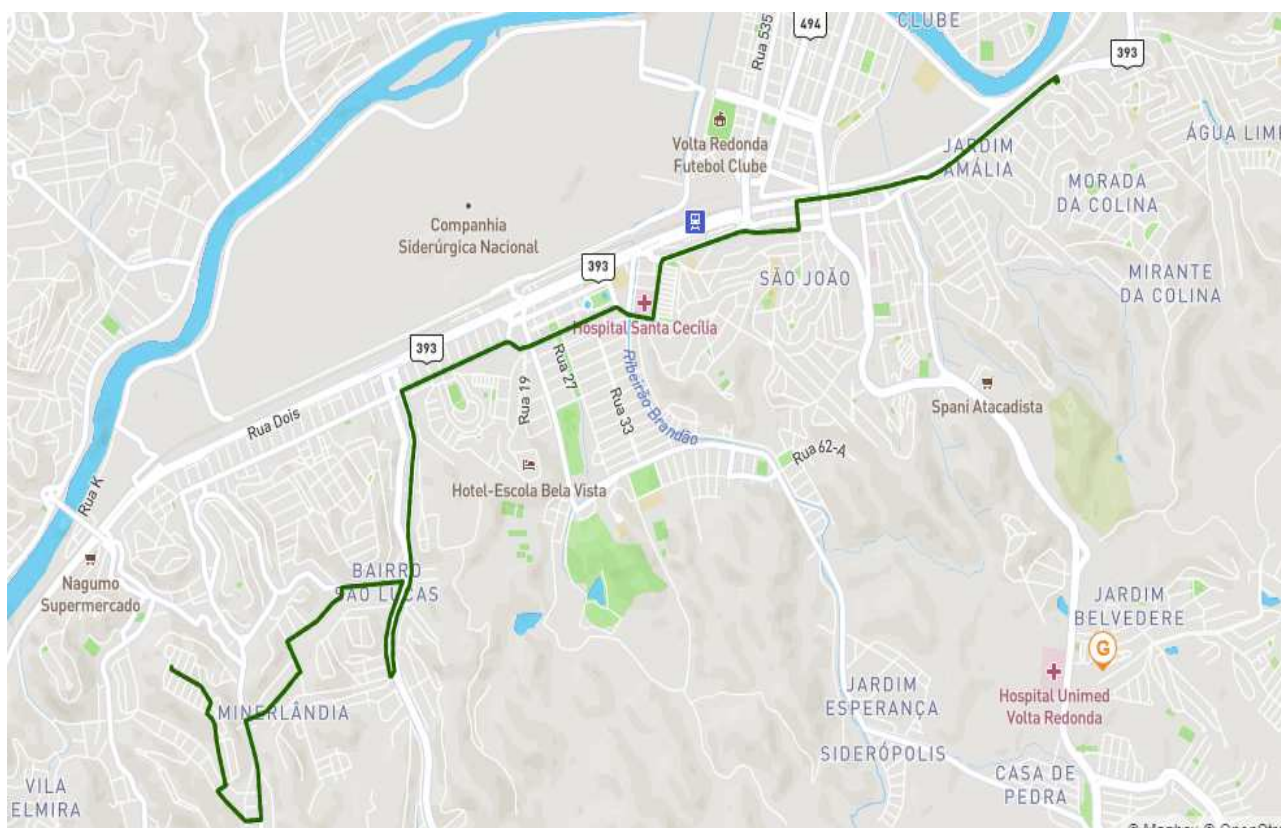 CLUBE
494
Rua 535
393
Volta Redonda
Futebol Clube
JARDIM
AMÁLIA
ÁGUA LIM
MORADA
DA COLINA
Companhia
Siderúrgica Nacional
393
SÃO JOÃO
MIRANTE
DA COLINA
Hospital Santa Cecília
393
Rua 27
Rua 19
Rua 33
Ribeirão Brandão
Spani Atacadista
Rua Dois
Rua 62-A
Rua K
Hotel-Escola Bela Vista
Nagumo
Supermercado
BAIRRO
SÃO LUCAS
JARDIM
BELVEDERE
G
Hospital Unimed
Volta Redonda
JARDIM
ESPERANÇA
MINERLÂNDIA
SIDERÓPOLIS
CASA DE
PEDRA
VILA
ELMIRA